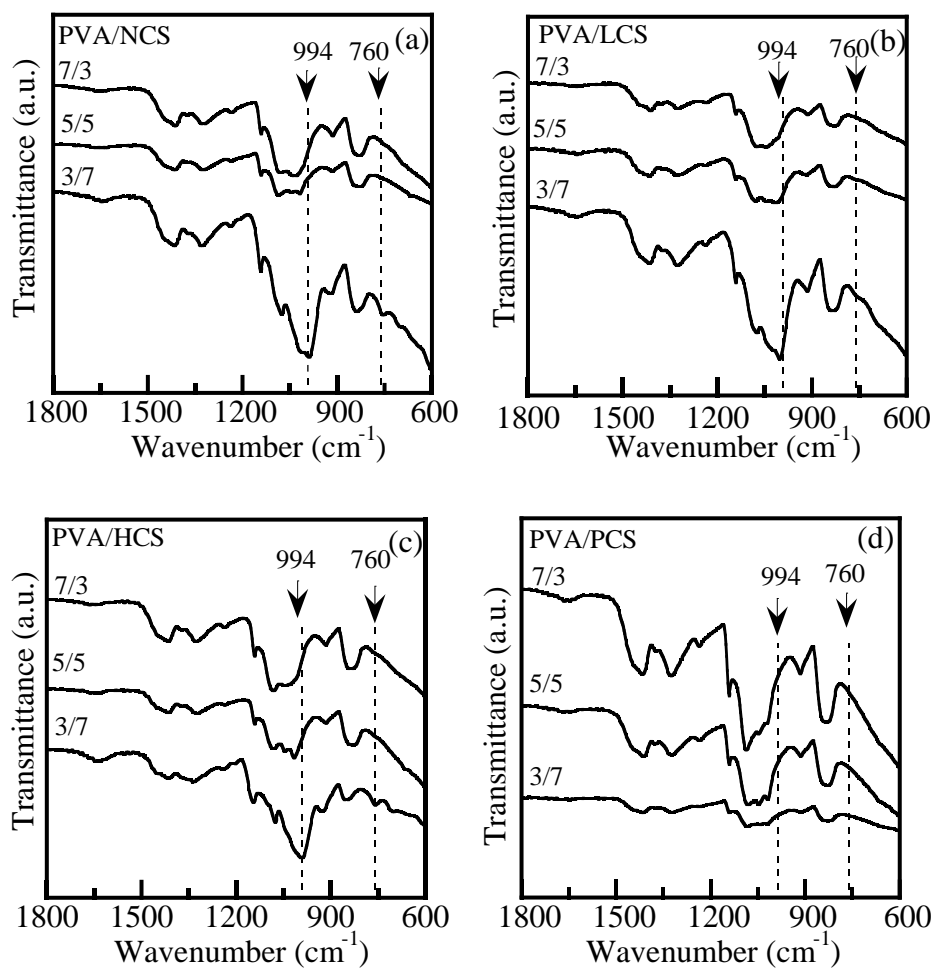 PVA/NCS
(a)
994
760
7/3
5/5
3/7
Transmittance (a.u.)
1800 1500 1200 900 600
Wavenumber (cm-1)
PVA/LCS
(b)
994
760
7/3
5/5
3/7
Transmittance (a.u.)
1800 1500 1200 900 600
Wavenumber (cm-1)
PVA/HCS
(c)
994
760
7/3
5/5
3/7
Transmittance (a.u.)
1800 1500 1200 900 600
Wavenumber (cm-1)
PVA/PCS
(d)
994
760
7/3
5/5
3/7
Transmittance (a.u.)
1800 1500 1200 900 600
Wavenumber (cm-1)